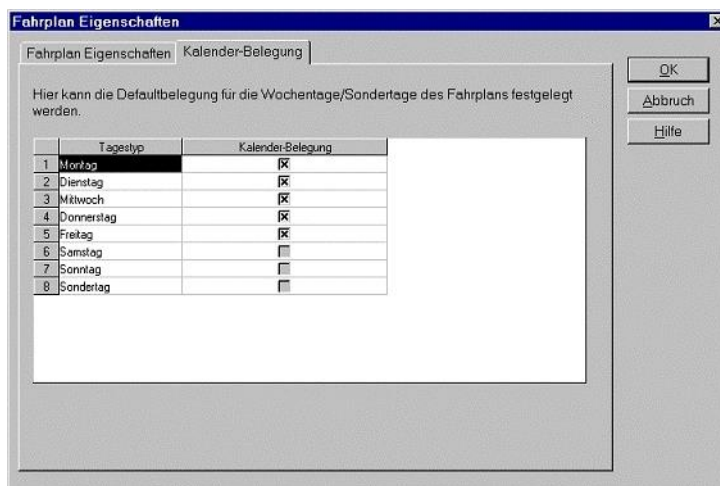 Fahrplan Eigenschaften
Fahrplan Eigenschaften Kalender-Belegung
OK
Hier kann die Defaultbelegung für die Wochentage/Sondertage des Fahrplans festgelegt
werden.
Abbruch
Hilfe
Tagestyp Kalender-Belegung
1 Montag
2 Dienstag
3 Mittwoch
4 Donnerstag
5 Freitag
6 Samstag
7 Sonntag
8 Sondertag